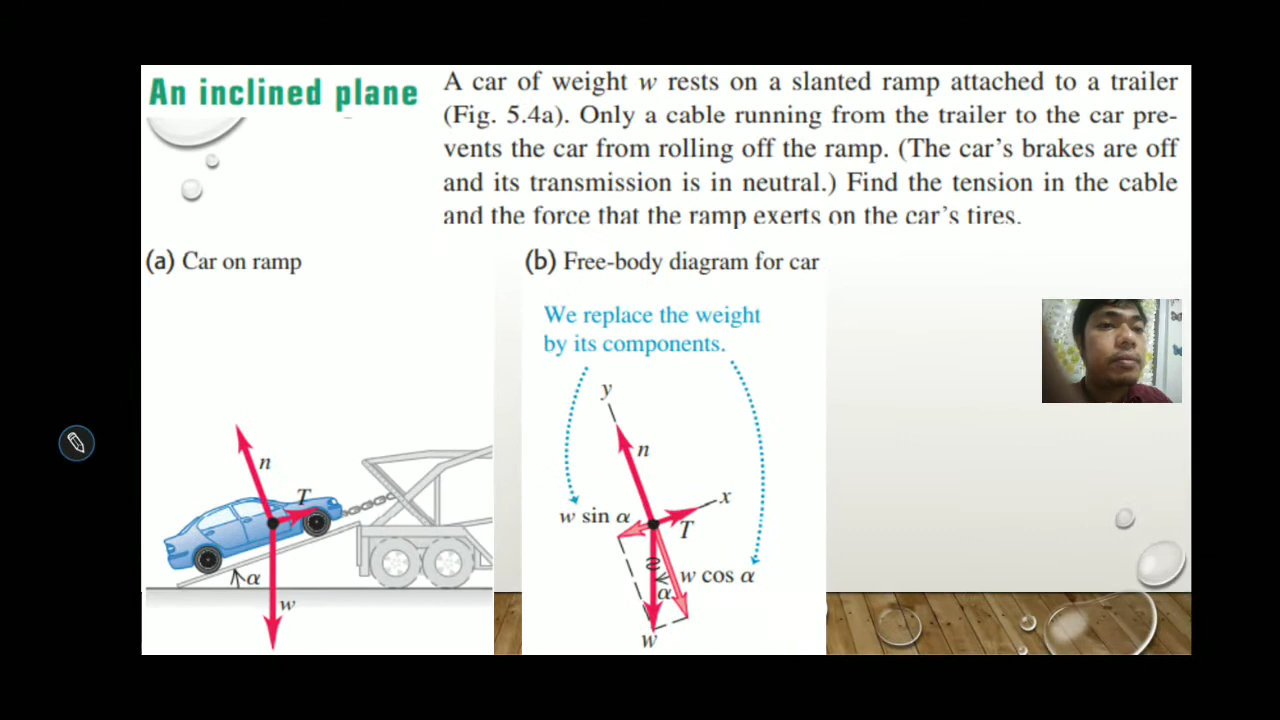 An inclined plane
A car of weight w rests on a slanted ramp attached to a trailer
(Fig. 5.4a). Only a cable running from the trailer to the car pre-
vents the car from rolling off the ramp. (The car's brakes are off
and its transmission is in neutral.) Find the tension in the cable
and the force that the ramp exerts on the car's tires.
(a) Car on ramp
n
T
α
w
(b) Free-body diagram for car
We replace the weight
by its components.
y
n
x
w sin α
T
w cos α
α
w